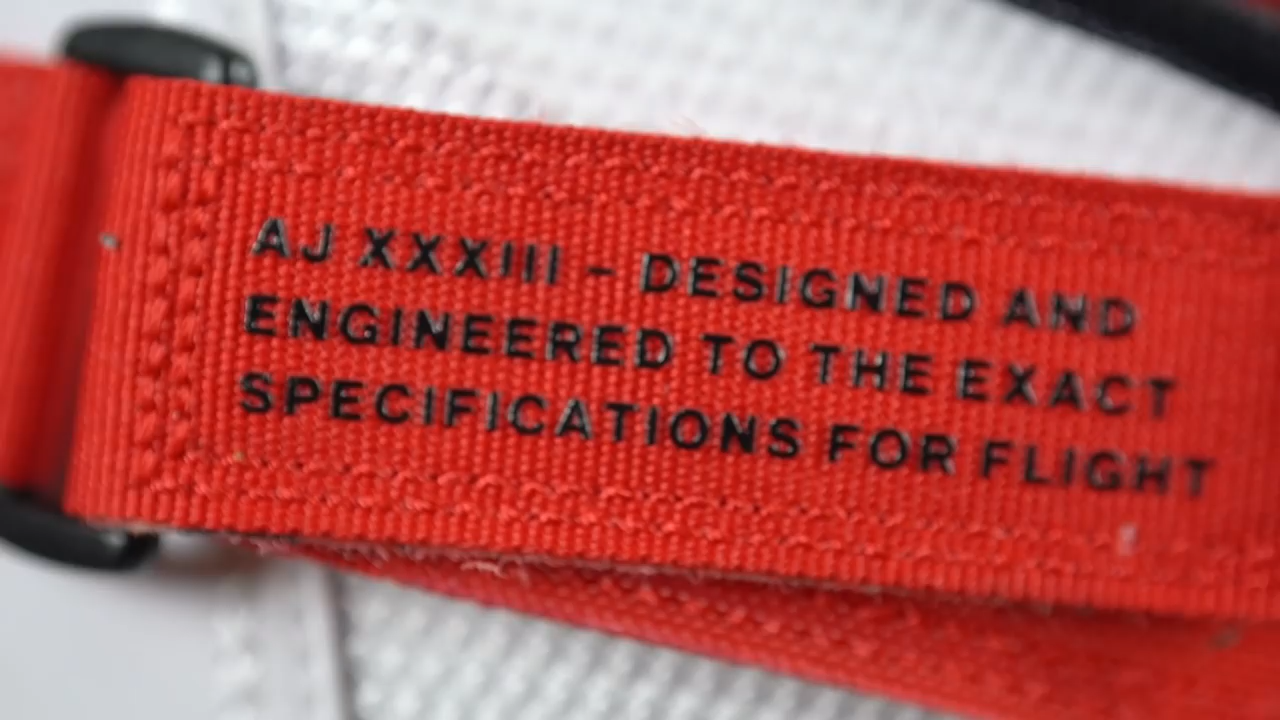 AJ XXXIII – DESIGNED AND
ENGINEERED TO THE EXACT
SPECIFICATIONS FOR FLIGHT